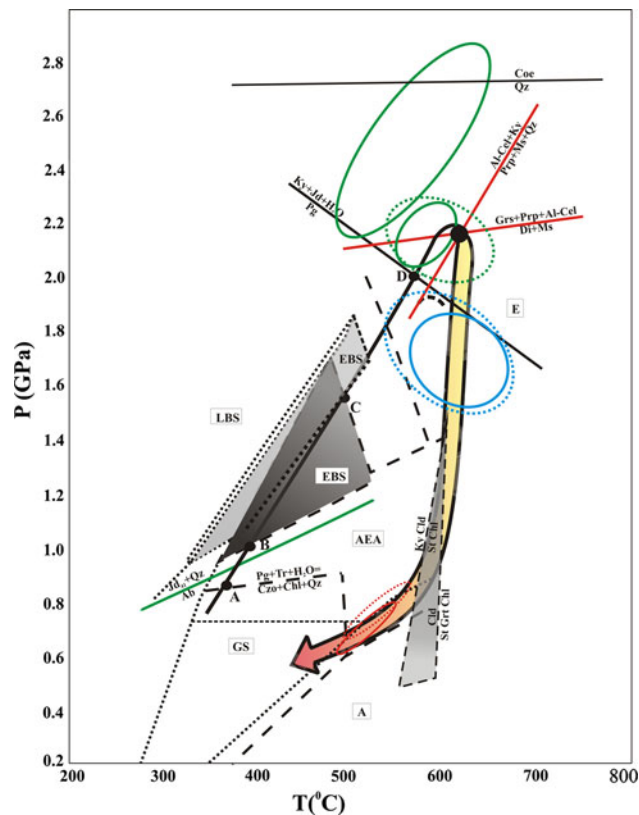 2.8
2.6
2.4
2.2
2.0
1.8
1.6
1.4
1.2
1.0
0.8
0.6
0.4
0.2
P (GPa)
200
300
400
500
600
700
800
T(⁰C)
Coe
Qz
Al-Cel+Ky
Prp+Ms+Qz
Ky+Jd+H₂O
Pg
Grs+Prp+Al-Cel
Di+Ms
D
E
EBS
LBS
C
EBS
B
AEA
Ky Cld
St Chl
+Qz
Ab
A
Pg+Tr+H₂O=
Czo+Chl+Qz
Cld
St Grt Chl
GS
A